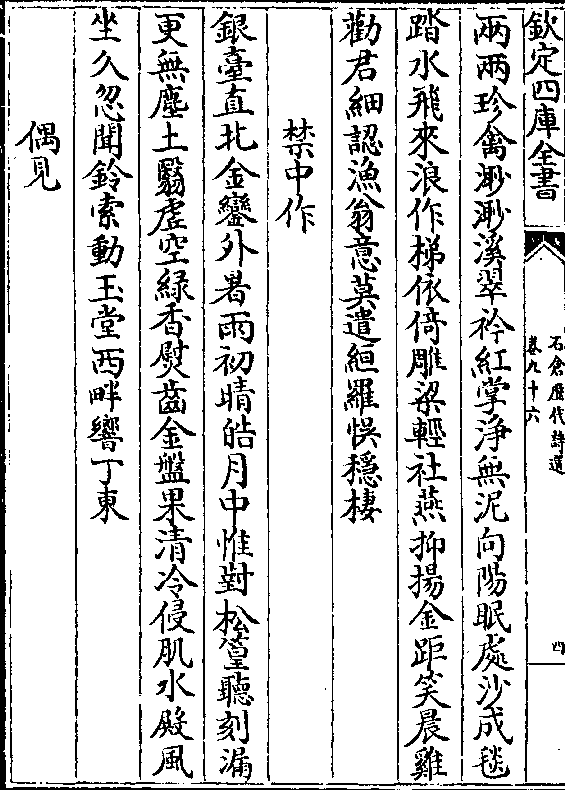 欽定四庫全書
石倉歷代詩選
卷九十六
四
兩兩珍禽渺渺溪翠衿紅掌淨無泥向陽眠處沙成毯
踏水飛來浪作梯依倚雕梁輕社燕抑揚金距笑晨雞
勸君細認漁翁意莫遣絙羅悞穩棲
禁中作
銀臺直北金鑾外暑雨初晴皓月中惟對松篁聽刻漏
更無塵土翳虛空綠香熨齒金盤果清冷侵肌水殿風
坐久忽聞鈴索動玉堂西畔響丁東
偶見